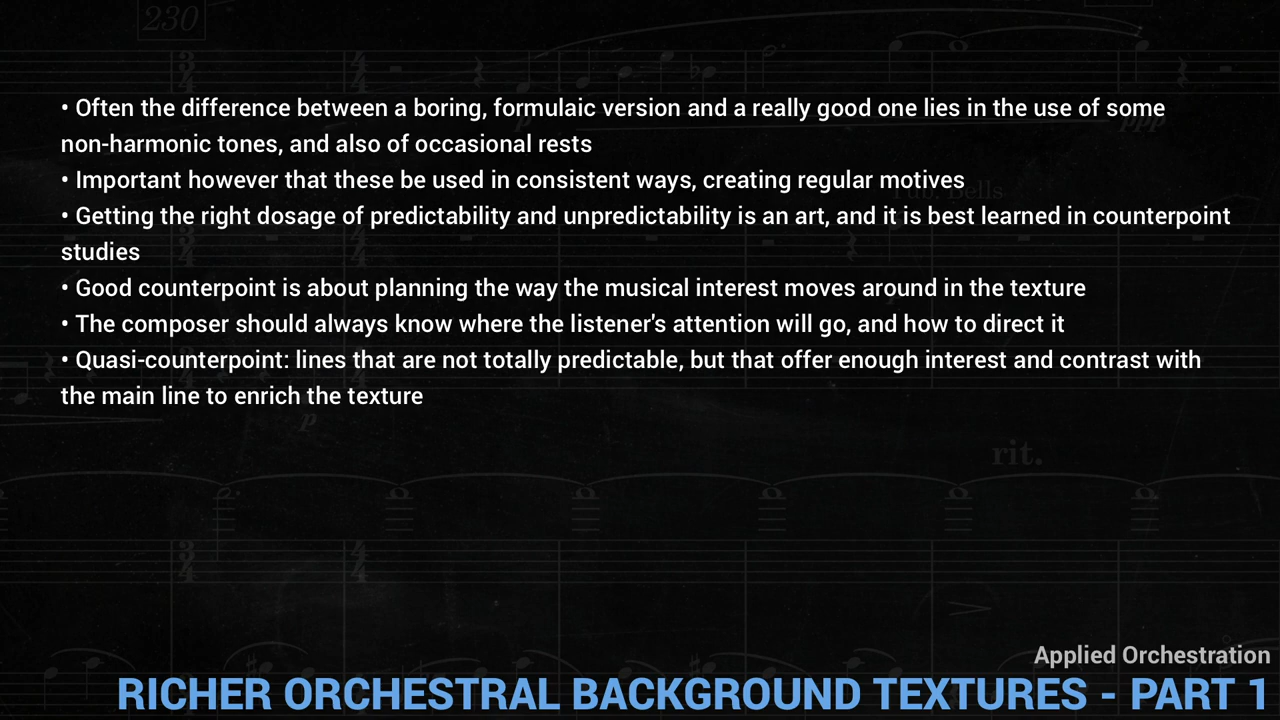 230
• Often the difference between a boring, formulaic version and a really good one lies in the use of some
non-harmonic tones, and also of occasional rests
• Important however that these be used in consistent ways, creating regular motives
• Getting the right dosage of predictability and unpredictability is an art, and it is best learned in counterpoint
studies
• Good counterpoint is about planning the way the musical interest moves around in the texture
• The composer should always know where the listener's attention will go, and how to direct it
• Quasi-counterpoint: lines that are not totally predictable, but that offer enough interest and contrast with
the main line to enrich the texture
p
rit.
Applied Orchestration
RICHER ORCHESTRAL BACKGROUND TEXTURES - PART 1